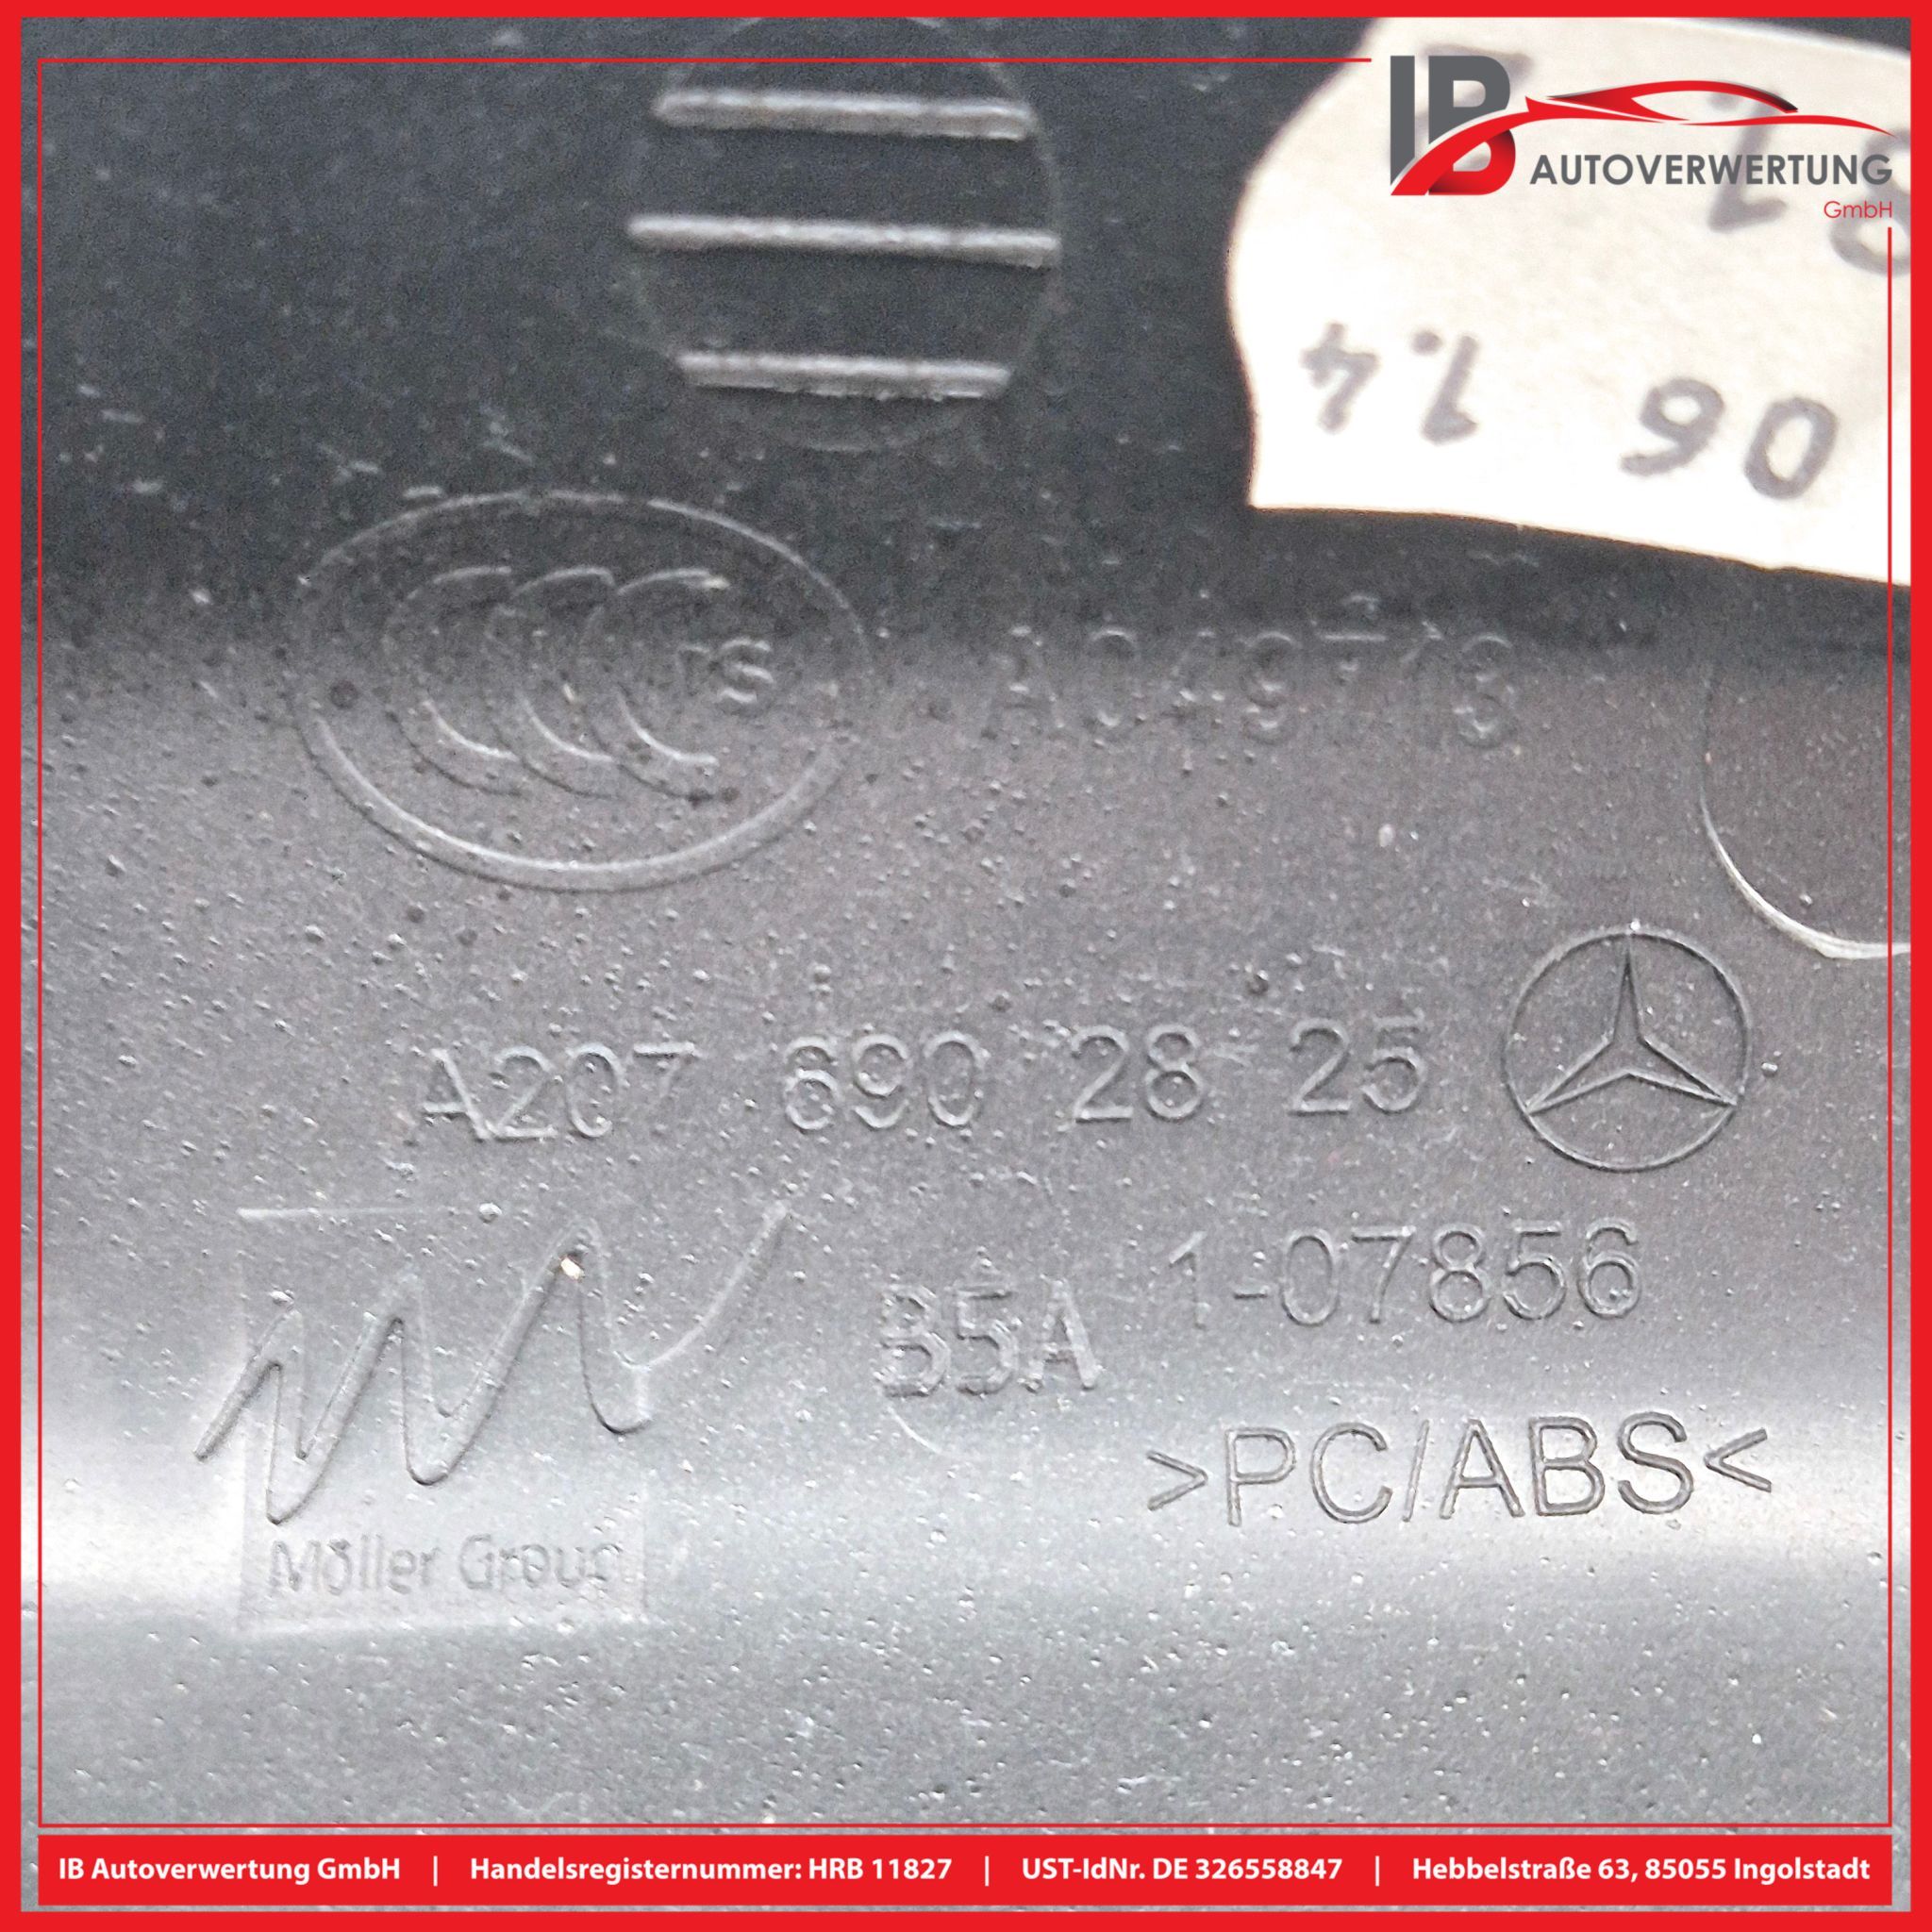 IB AUTOVERWERTUNG
GmbH
1.4 06
CCC S
A049713
A207 690 28 25
B5A 1-07856
>PC/ABS<
Möller Group
IB Autoverwertung GmbH | Handelsregisternummer: HRB 11827 | UST-IdNr. DE 326558847 | Hebbelstraße 63, 85055 Ingolstadt